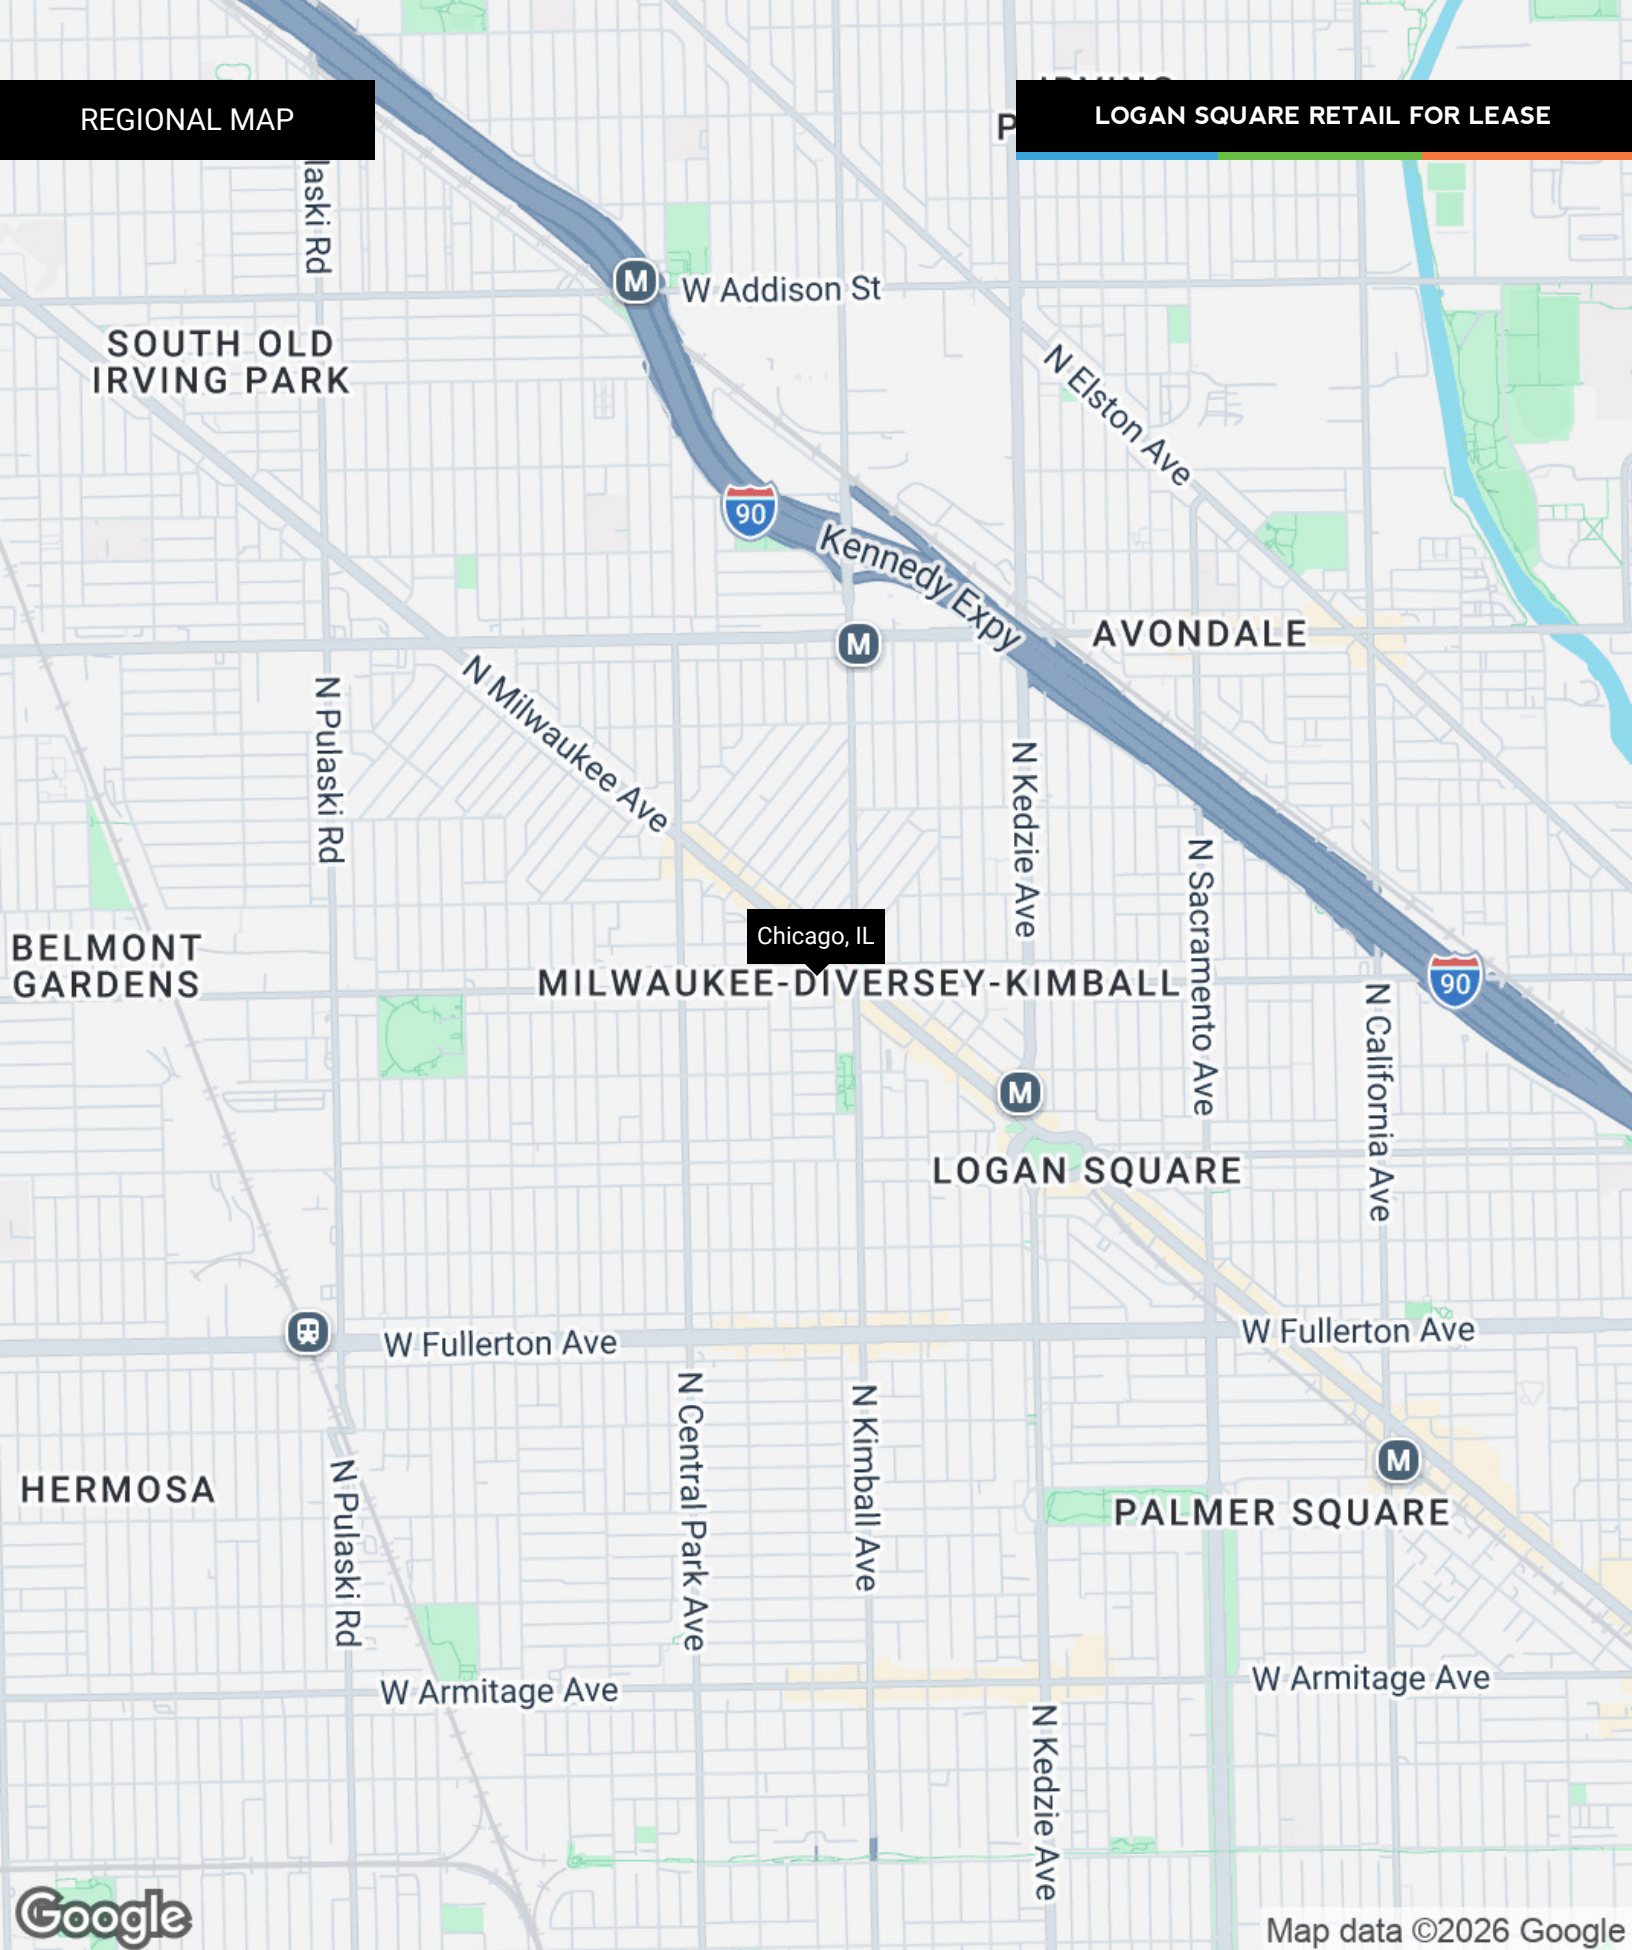 REGIONAL MAP
LOGAN SQUARE RETAIL FOR LEASE
laski Rd
W Addison St
SOUTH OLD
IRVING PARK
N Elston Ave
90
Kennedy Expy
M
M
AVONDALE
N Milwaukee Ave
N Pulaski Rd
N Kedzie Ave
N Sacramento Ave
Chicago, IL
BELMONT
GARDENS
MILWAUKEE-DIVERSEY-KIMBALL
90
N California Ave
M
LOGAN SQUARE
W Fullerton Ave
W Fullerton Ave
N Central Park Ave
N Kimball Ave
M
HERMOSA
N Pulaski Rd
PALMER SQUARE
W Armitage Ave
W Armitage Ave
N Kedzie Ave
Google
Map data ©2026 Google